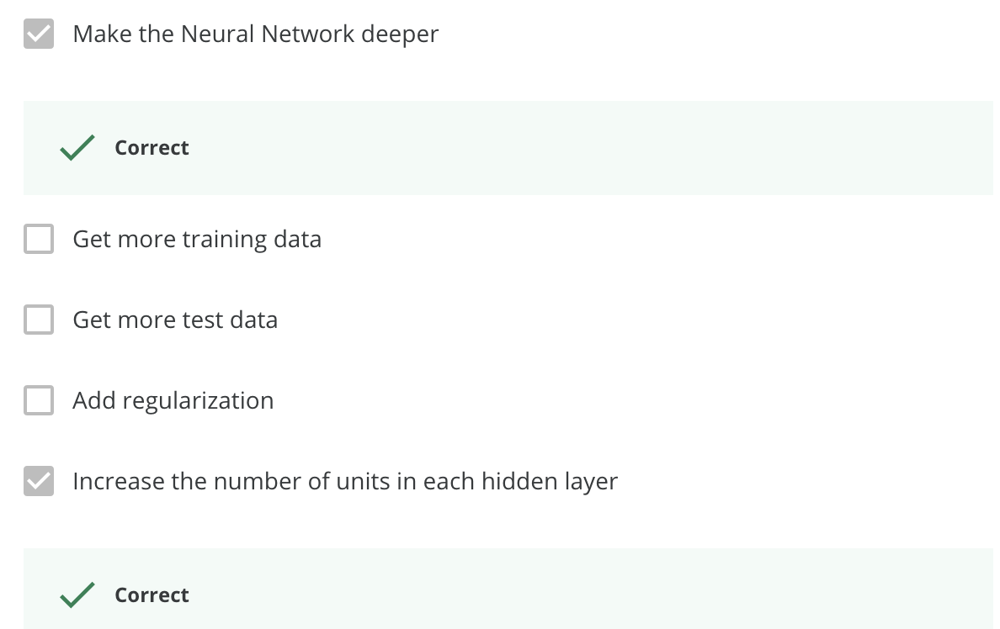 Make the Neural Network deeper
Correct
Get more training data
Get more test data
Add regularization
Increase the number of units in each hidden layer
Correct